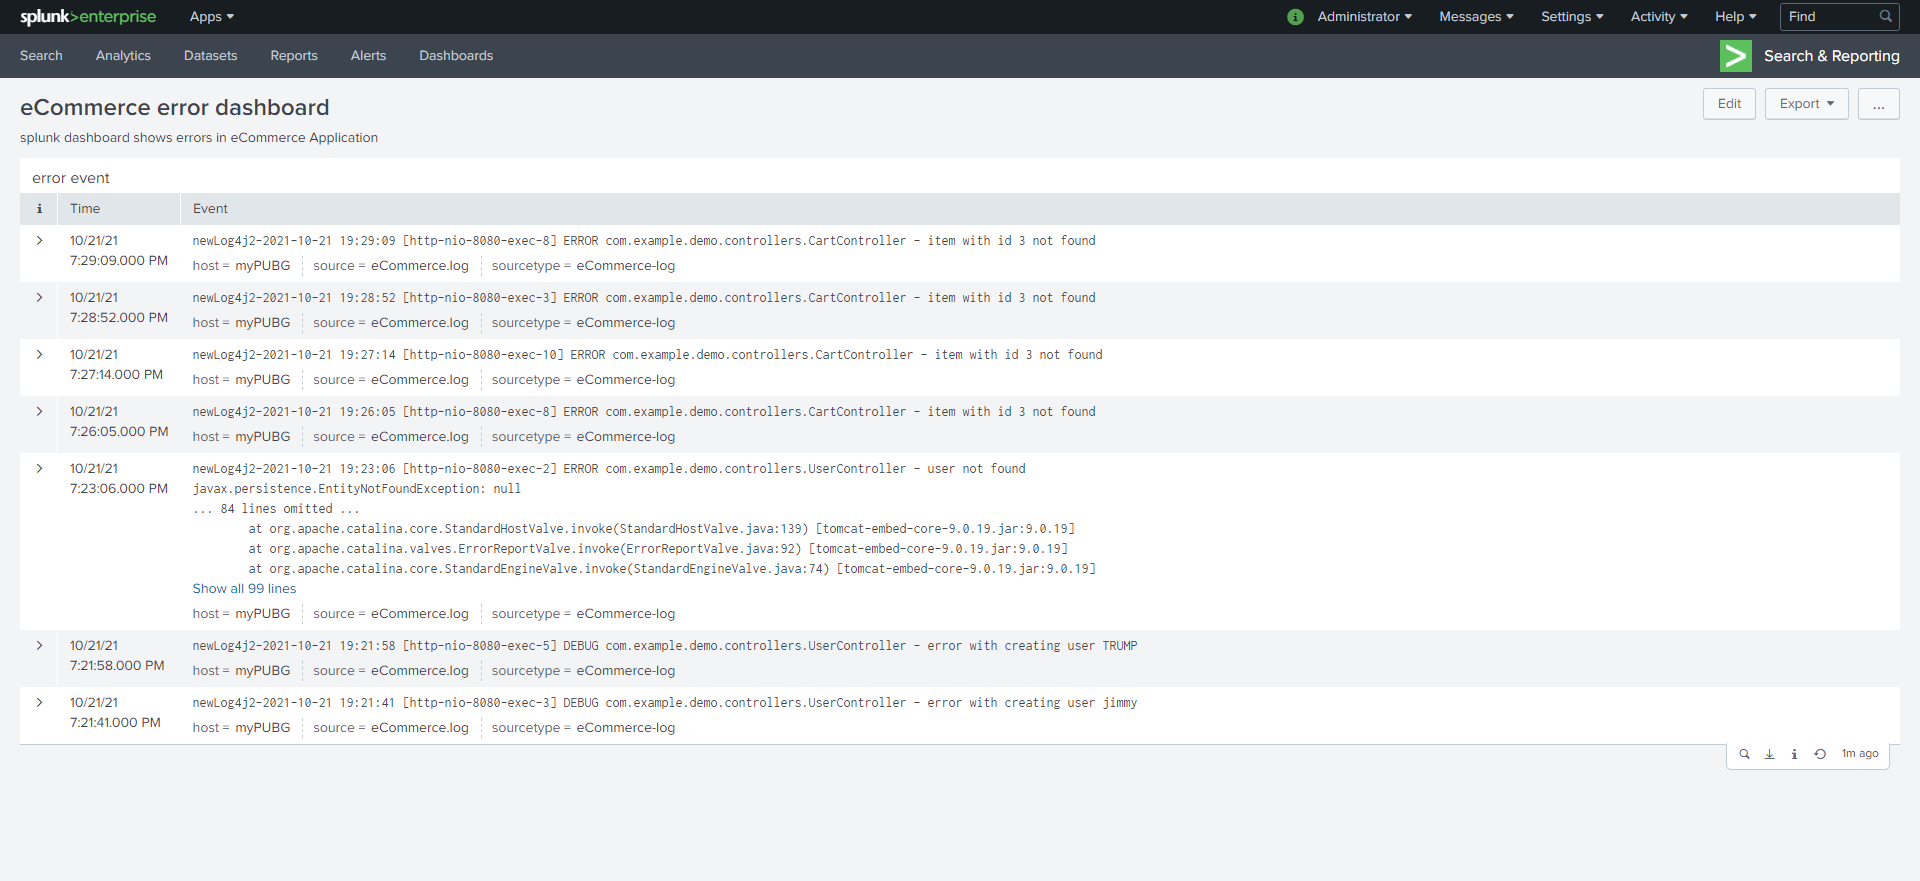 splunk>enterprise Apps Administrator Messages Settings Activity Help Find
Search Analytics Datasets Reports Alerts Dashboards Search & Reporting
eCommerce error dashboard Edit Export ...
splunk dashboard shows errors in eCommerce Application
error event
i Time Event
10/21/21 newLog4j2-2021-10-21 19:29:09 [http-nio-8080-exec-8] ERROR com.example.demo.controllers.CartController - item with id 3 not found
7:29:09.000 PM host = myPUBG source = eCommerce.log sourcetype = eCommerce-log
10/21/21 newLog4j2-2021-10-21 19:28:52 [http-nio-8080-exec-3] ERROR com.example.demo.controllers.CartController - item with id 3 not found
7:28:52.000 PM host = myPUBG source = eCommerce.log sourcetype = eCommerce-log
10/21/21 newLog4j2-2021-10-21 19:27:14 [http-nio-8080-exec-10] ERROR com.example.demo.controllers.CartController - item with id 3 not found
7:27:14.000 PM host = myPUBG source = eCommerce.log sourcetype = eCommerce-log
10/21/21 newLog4j2-2021-10-21 19:26:05 [http-nio-8080-exec-8] ERROR com.example.demo.controllers.CartController - item with id 3 not found
7:26:05.000 PM host = myPUBG source = eCommerce.log sourcetype = eCommerce-log
10/21/21 newLog4j2-2021-10-21 19:23:06 [http-nio-8080-exec-2] ERROR com.example.demo.controllers.UserController - user not found
7:23:06.000 PM javax.persistence.EntityNotFoundException: null
... 84 lines omitted ...
at org.apache.catalina.core.StandardHostValve.invoke(StandardHostValve.java:139) [tomcat-embed-core-9.0.19.jar:9.0.19]
at org.apache.catalina.valves.ErrorReportValve.invoke(ErrorReportValve.java:92) [tomcat-embed-core-9.0.19.jar:9.0.19]
at org.apache.catalina.core.StandardEngineValve.invoke(StandardEngineValve.java:74) [tomcat-embed-core-9.0.19.jar:9.0.19]
Show all 99 lines
host = myPUBG source = eCommerce.log sourcetype = eCommerce-log
10/21/21 newLog4j2-2021-10-21 19:21:58 [http-nio-8080-exec-5] DEBUG com.example.demo.controllers.UserController - error with creating user TRUMP
7:21:58.000 PM host = myPUBG source = eCommerce.log sourcetype = eCommerce-log
10/21/21 newLog4j2-2021-10-21 19:21:41 [http-nio-8080-exec-3] DEBUG com.example.demo.controllers.UserController - error with creating user jimmy
7:21:41.000 PM host = myPUBG source = eCommerce.log sourcetype = eCommerce-log
1m ago